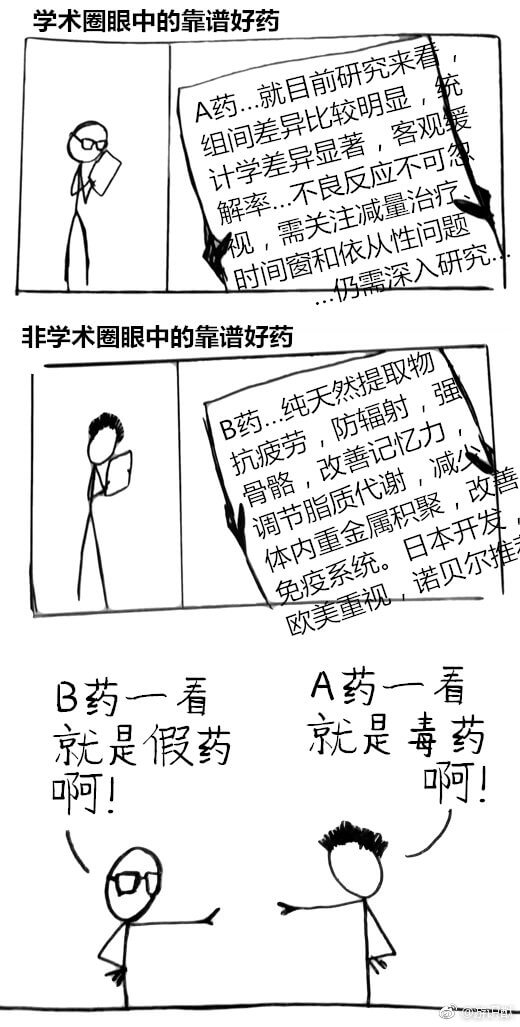 学术圈眼中的靠谱好药
A药...就目前研究来看，
组间差异比较明显，统
计学差异显著，客观缓
解率...不良反应不可忽
视，需关注减量治疗
时间窗和依从性问题
...仍需深入研究...
非学术圈眼中的靠谱好药
B药...纯天然提取物
抗疲劳，防辐射，强
骨骼，改善记忆力，
调节脂质代谢，减少
体内重金属积聚，改善
免疫系统。日本开发，
欧美重视，诺贝尔推荐
B药一看
就是假药
啊！
A药一看
就是毒药
啊！